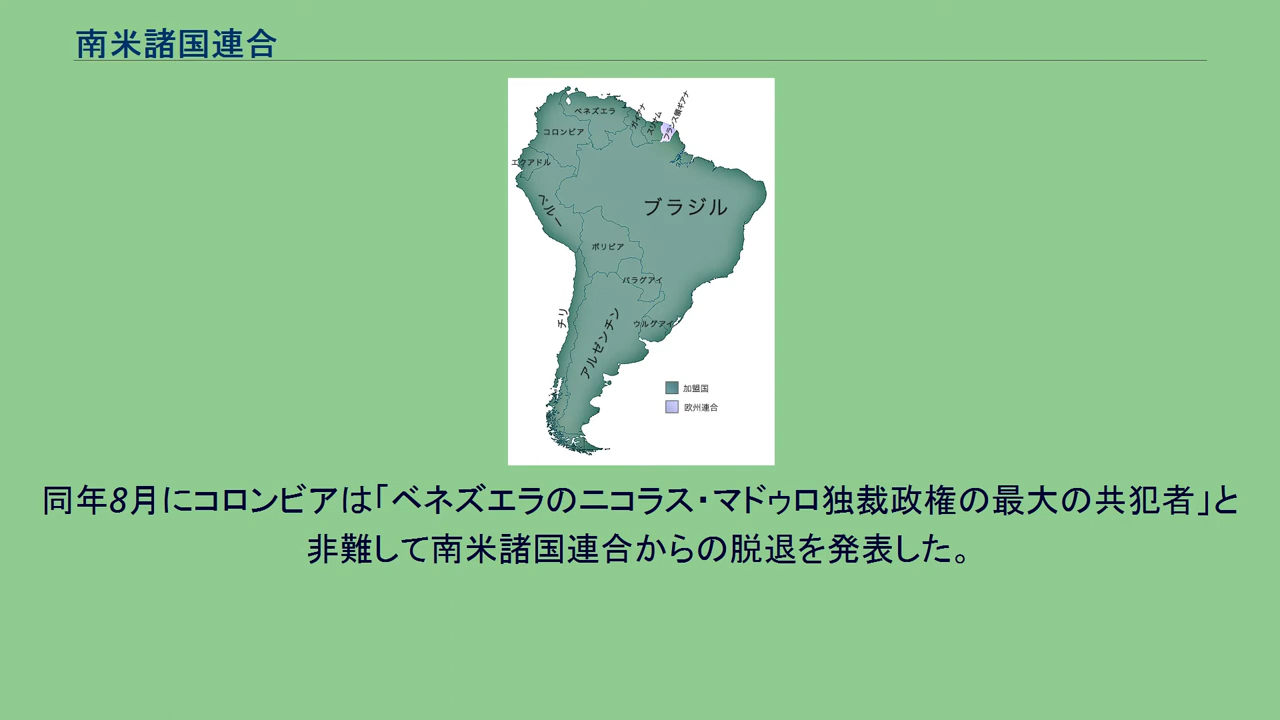 南米諸国連合
ベネズエラ
ガイアナ
スリナム
フランス領ギアナ
コロンビア
エクアドル
ペルー
ブラジル
ボリビア
パラグアイ
チリ
アルゼンチン
ウルグアイ
加盟国
欧州連合
同年8月にコロンビアは「ベネズエラのニコラス・マドゥロ独裁政権の最大の共犯者」と
非難して南米諸国連合からの脱退を発表した。